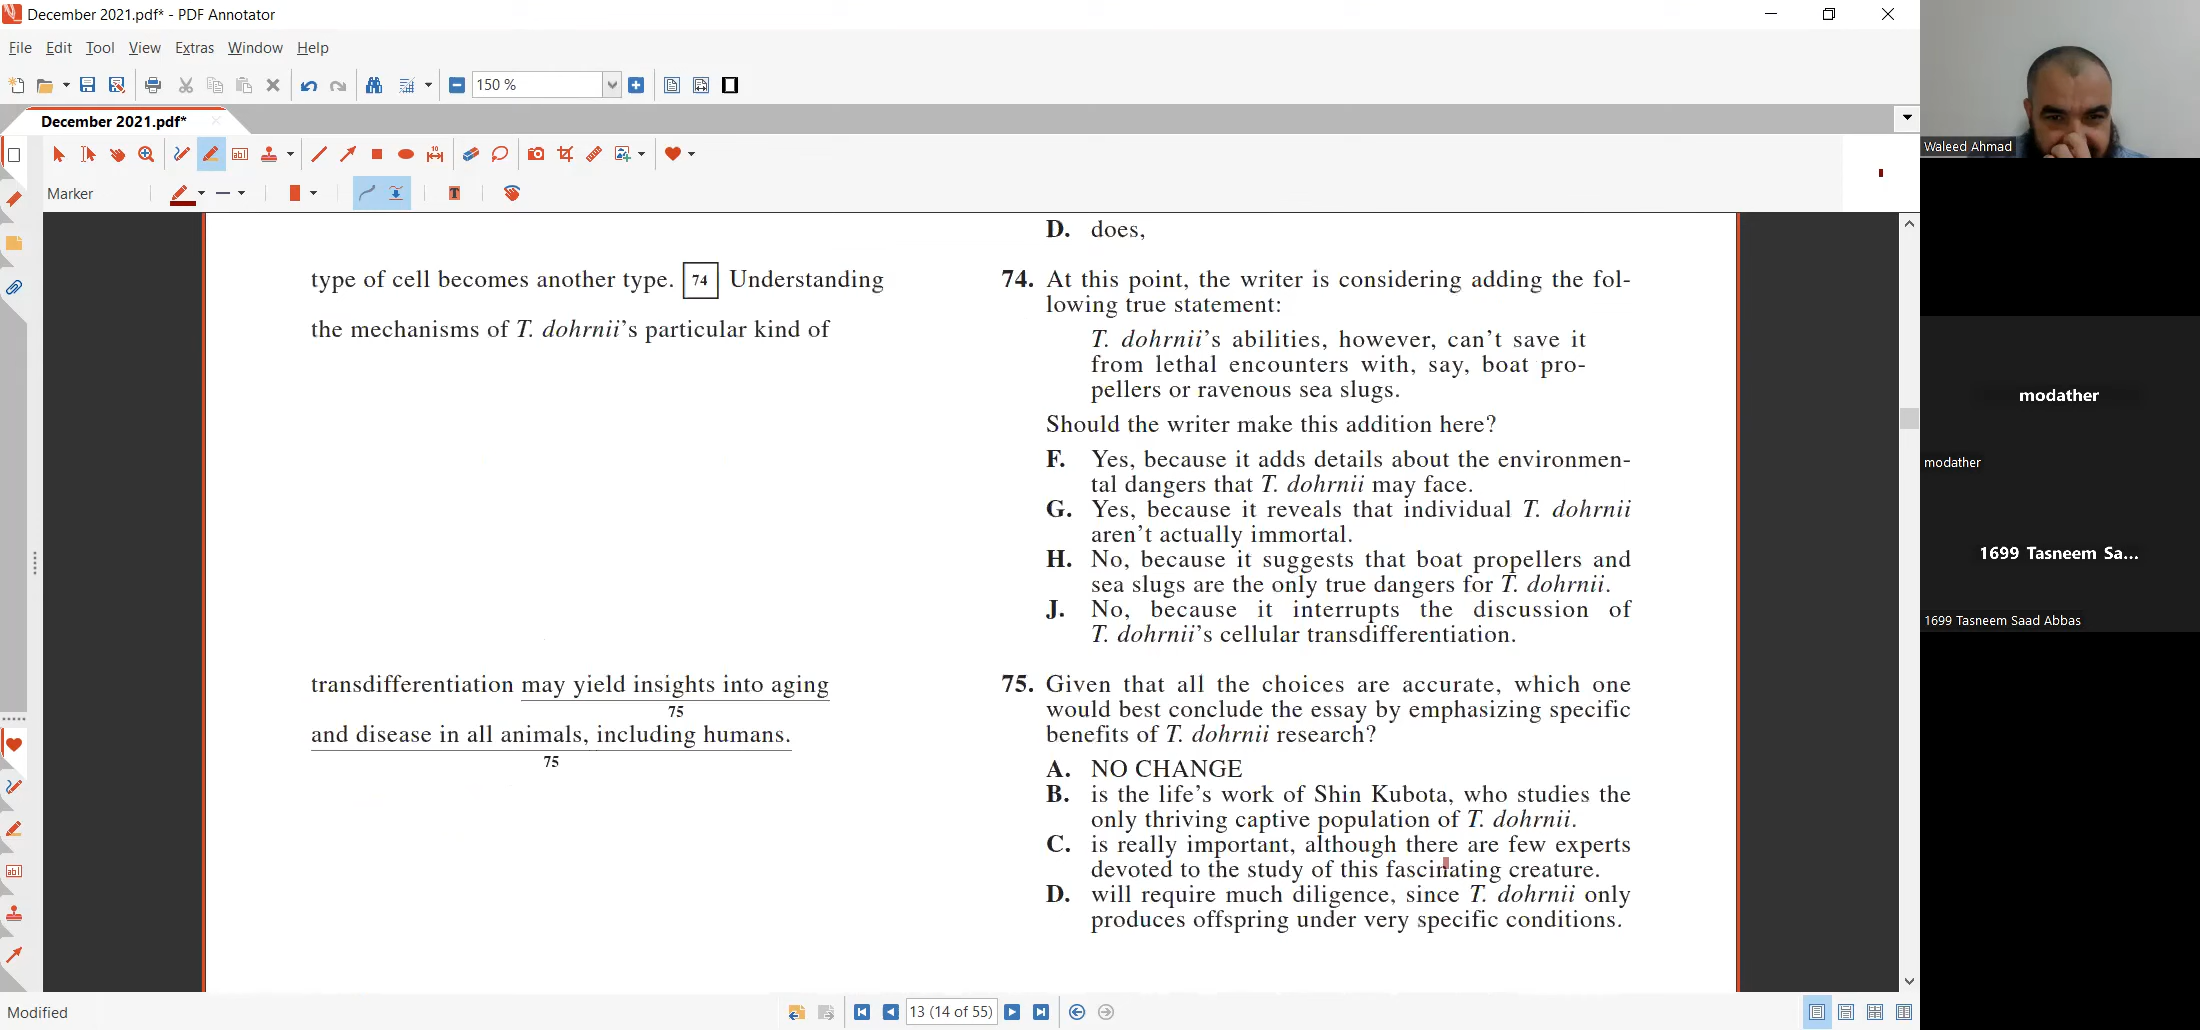 December 2021.pdf* - PDF Annotator
File Edit Tool View Extras Window Help
150 %
December 2021.pdf*
Marker
D. does,
type of cell becomes another type. 74 Understanding
the mechanisms of T. dohrnii's particular kind of
transdifferentiation may yield insights into aging
75
and disease in all animals, including humans.
75
74. At this point, the writer is considering adding the fol-
lowing true statement:
T. dohrnii's abilities, however, can't save it
from lethal encounters with, say, boat pro-
pellers or ravenous sea slugs.
Should the writer make this addition here?
F. Yes, because it adds details about the environmen-
tal dangers that T. dohrnii may face.
G. Yes, because it reveals that individual T. dohrnii
aren't actually immortal.
H. No, because it suggests that boat propellers and
sea slugs are the only true dangers for T. dohrnii.
J. No, because it interrupts the discussion of
T. dohrnii's cellular transdifferentiation.
75. Given that all the choices are accurate, which one
would best conclude the essay by emphasizing specific
benefits of T. dohrnii research?
A. NO CHANGE
B. is the life's work of Shin Kubota, who studies the
only thriving captive population of T. dohrnii.
C. is really important, although there are few experts
devoted to the study of this fascinating creature.
D. will require much diligence, since T. dohrnii only
produces offspring under very specific conditions.
Modified
13 (14 of 55)
Waleed Ahmad
modather
modather
1699 Tasneem Sa...
1699 Tasneem Saad Abbas